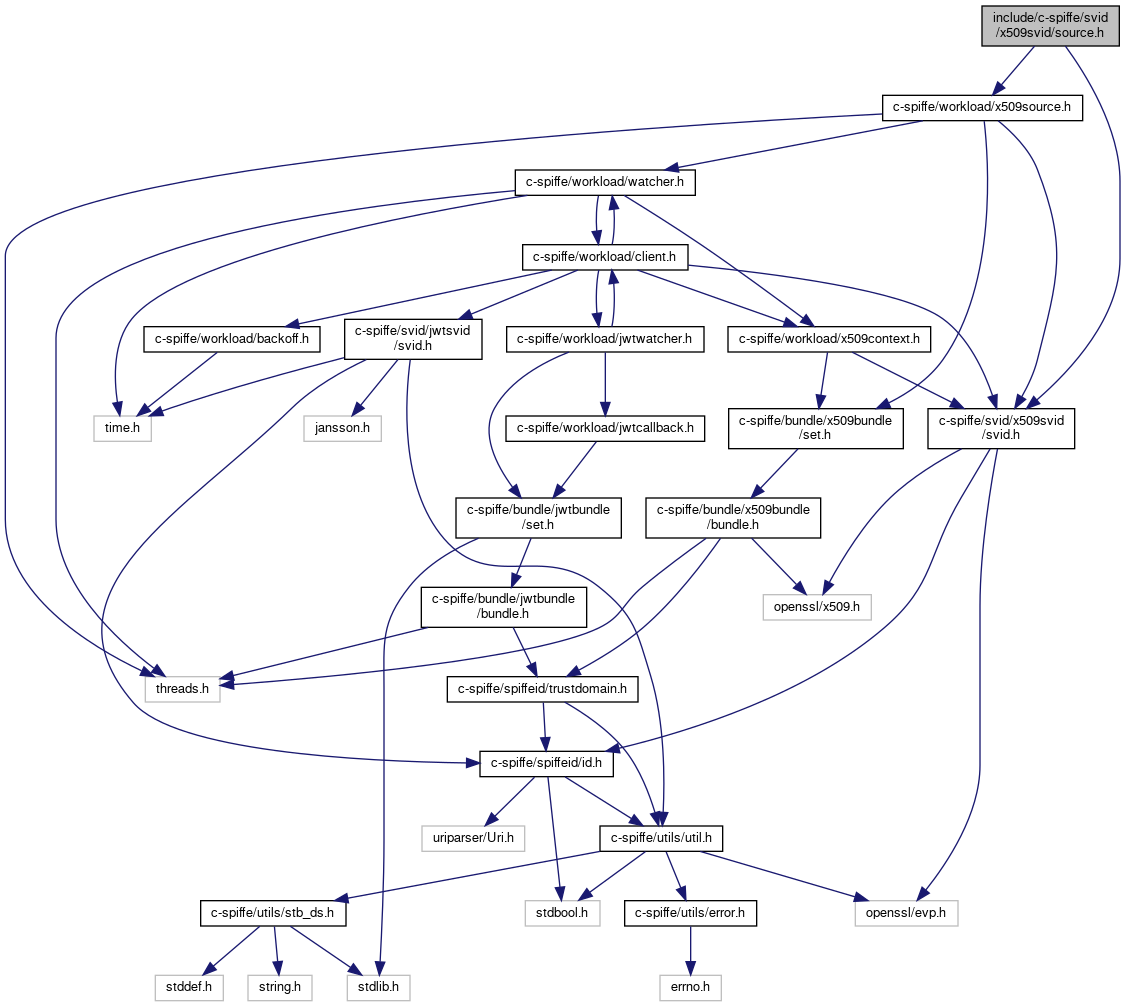 include/c-spiffe/svid
/x509svid/source.h
c-spiffe/workload/x509source.h
c-spiffe/workload/watcher.h
c-spiffe/workload/client.h
c-spiffe/workload/backoff.h
c-spiffe/svid/jwtsvid
/svid.h
c-spiffe/workload/jwtwatcher.h
c-spiffe/workload/x509context.h
time.h
jansson.h
c-spiffe/workload/jwtcallback.h
c-spiffe/bundle/x509bundle
/set.h
c-spiffe/svid/x509svid
/svid.h
c-spiffe/bundle/jwtbundle
/set.h
c-spiffe/bundle/x509bundle
/bundle.h
c-spiffe/bundle/jwtbundle
/bundle.h
openssl/x509.h
threads.h
c-spiffe/spiffeid/trustdomain.h
c-spiffe/spiffeid/id.h
uriparser/Uri.h
c-spiffe/utils/util.h
c-spiffe/utils/stb_ds.h
stdbool.h
c-spiffe/utils/error.h
openssl/evp.h
stddef.h
string.h
stdlib.h
errno.h